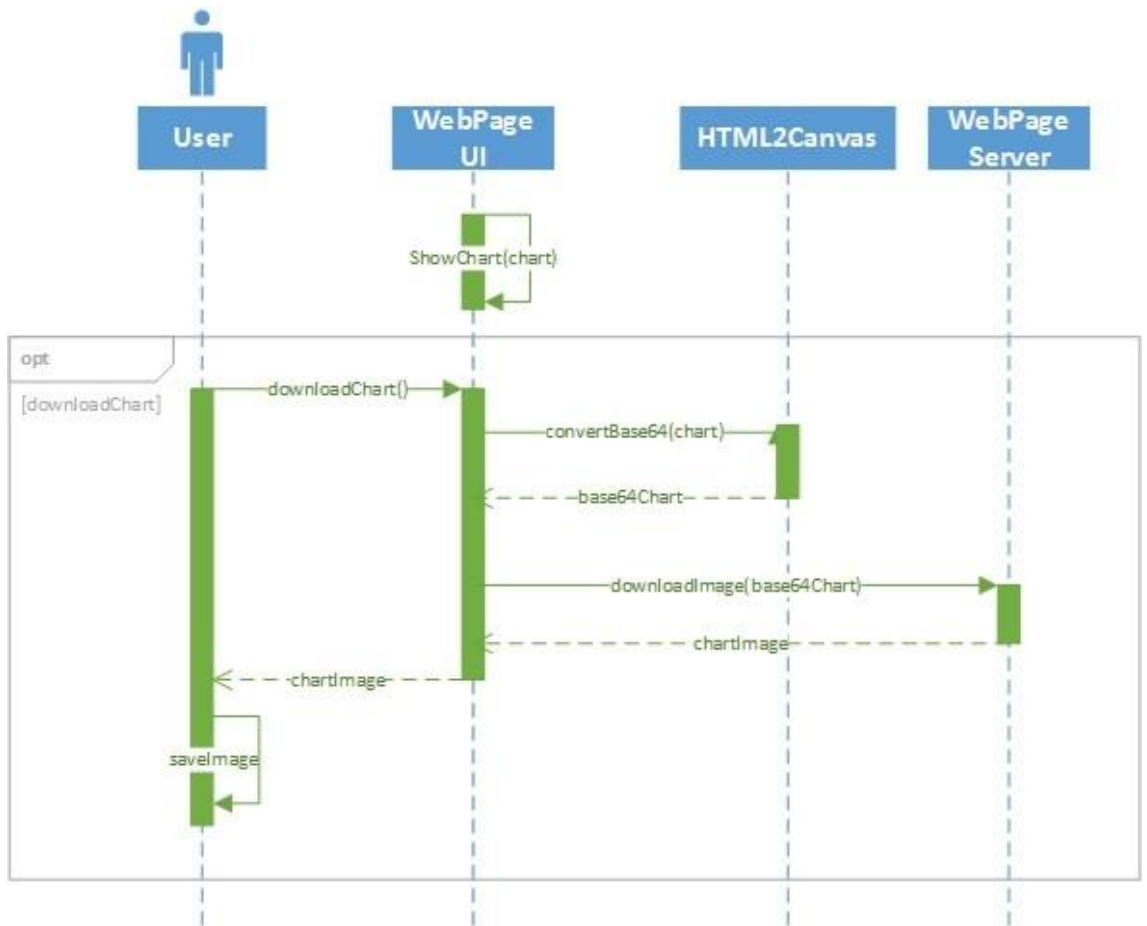 User
WebPage
UI
HTML2Canvas
WebPage
Server
ShowChart(chart)
opt
[downloadChart]
downloadChart()
convertBase64(chart)
base64Chart
downloadImage(base64Chart)
chartImage
chartImage
saveImage